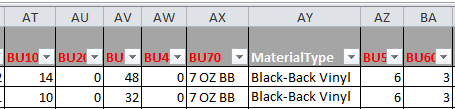 AT AU AV AW AX AY AZ BA
BU10 BU20 BU BU4 BU70 MaterialType BU5 BU60
14 0 48 0 7 OZ BB Black-Back Vinyl 6 3
10 0 32 0 7 OZ BB Black-Back Vinyl 6 3